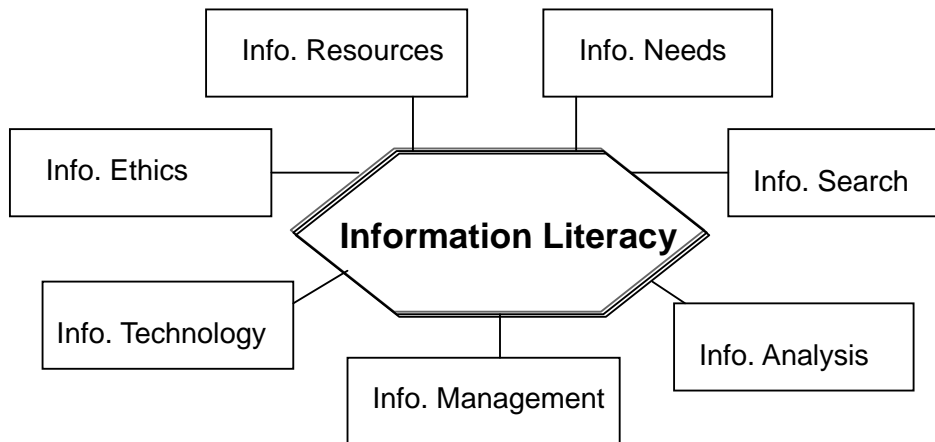 Info. Resources
Info. Needs
Info. Ethics
Info. Search
Information Literacy
Info. Technology
Info. Analysis
Info. Management